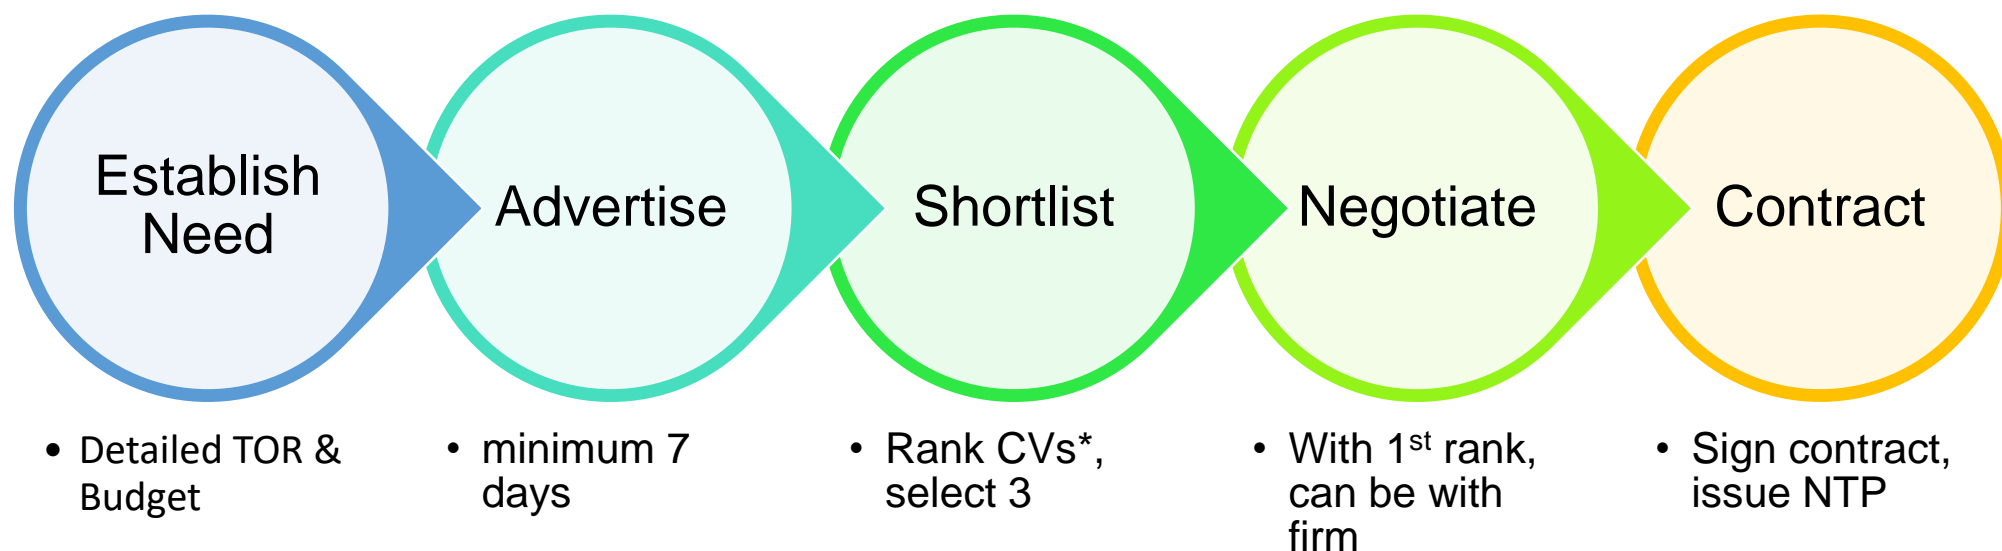 Establish
Need
Advertise
Shortlist
Negotiate
Contract
• Detailed TOR &
Budget
• minimum 7
days
• Rank CVs*,
select 3
• With 1st rank,
can be with
firm
• Sign contract,
issue NTP